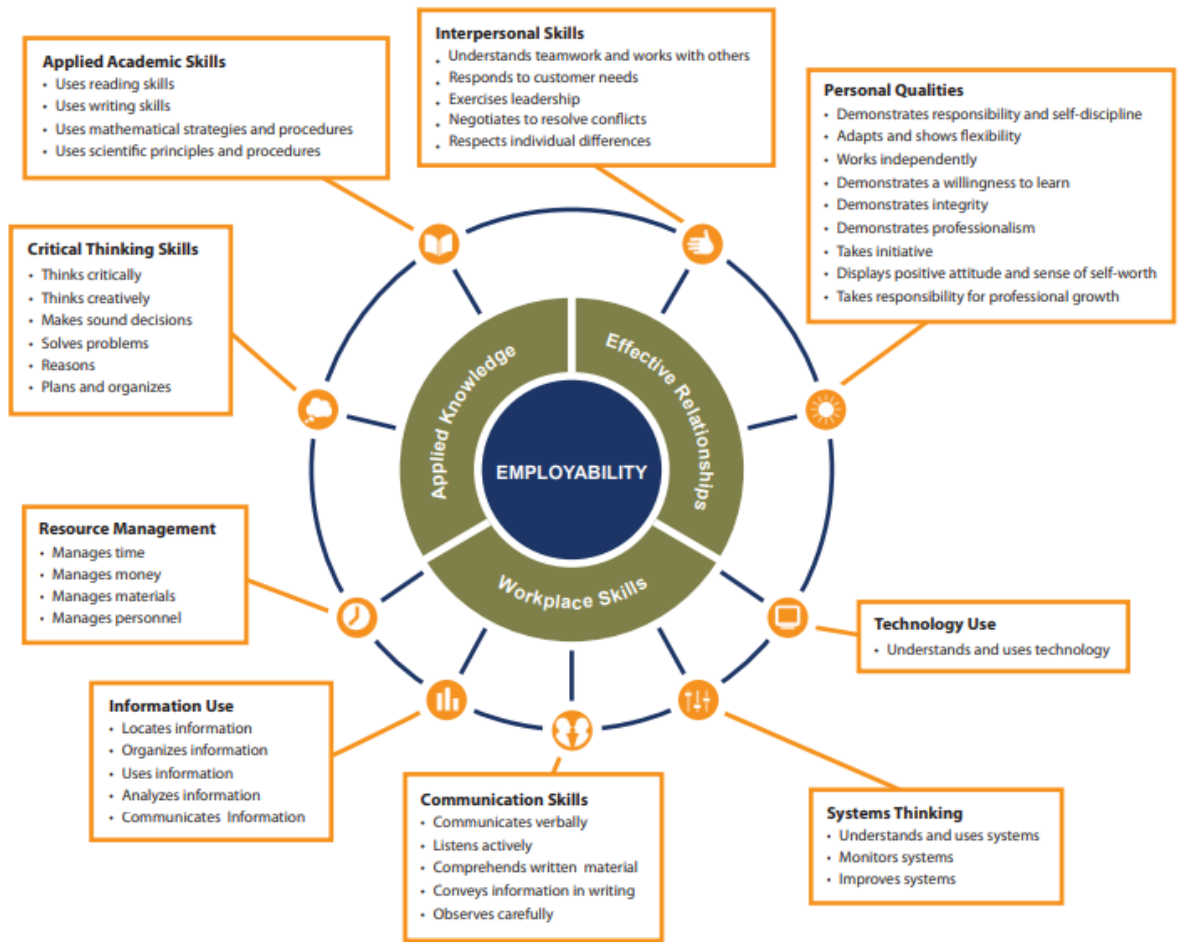 Applied Academic Skills
• Uses reading skills
• Uses writing skills
• Uses mathematical strategies and procedures
• Uses scientific principles and procedures
Interpersonal Skills
• Understands teamwork and works with others
• Responds to customer needs
• Exercises leadership
• Negotiates to resolve conflicts
• Respects individual differences
Personal Qualities
• Demonstrates responsibility and self-discipline
• Adapts and shows flexibility
• Works independently
• Demonstrates a willingness to learn
• Demonstrates integrity
• Demonstrates professionalism
• Takes initiative
• Displays positive attitude and sense of self-worth
• Takes responsibility for professional growth
Critical Thinking Skills
• Thinks critically
• Thinks creatively
• Makes sound decisions
• Solves problems
• Reasons
• Plans and organizes
Applied Knowledge
Effective Relationships
EMPLOYABILITY
Workplace Skills
Resource Management
• Manages time
• Manages money
• Manages materials
• Manages personnel
Technology Use
• Understands and uses technology
Information Use
• Locates information
• Organizes information
• Uses information
• Analyzes information
• Communicates Information
Communication Skills
• Communicates verbally
• Listens actively
• Comprehends written material
• Conveys information in writing
• Observes carefully
Systems Thinking
• Understands and uses systems
• Monitors systems
• Improves systems